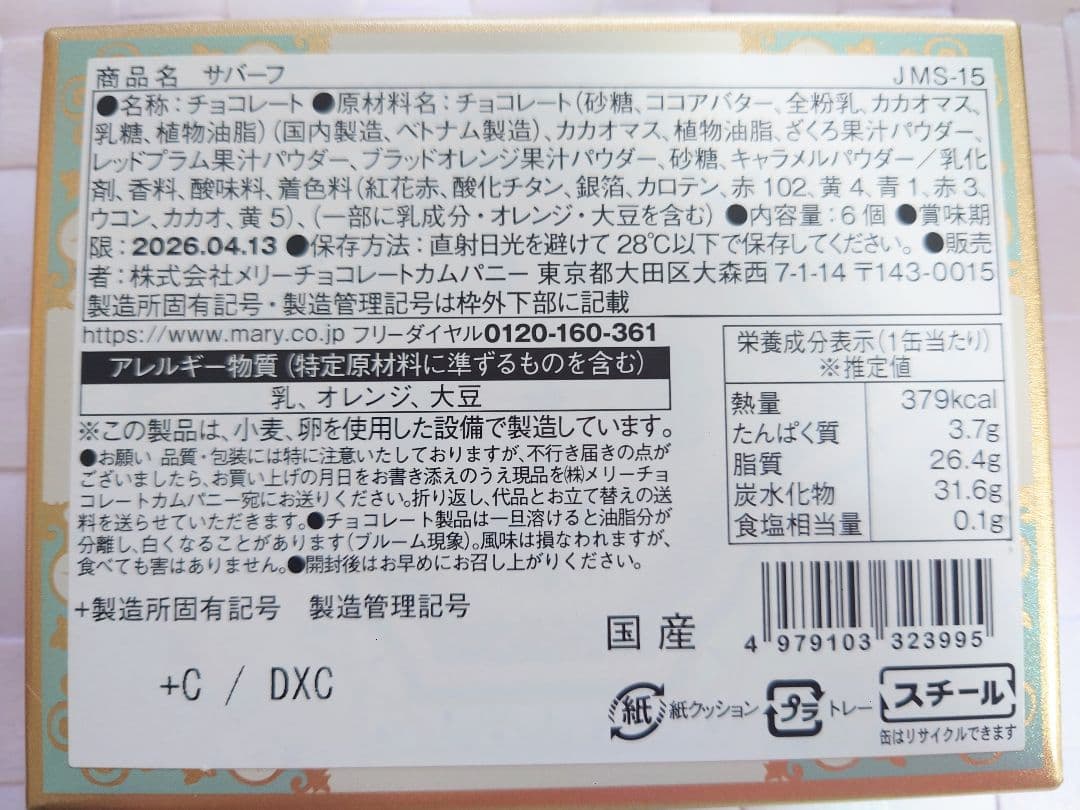 商品名 サバーフ JMS-15
●名称：チョコレート ●原材料名：チョコレート（砂糖、ココアバター、全粉乳、カカオマス、
乳糖、植物油脂）（国内製造、ベトナム製造）、カカオマス、植物油脂、ざくろ果汁パウダー、
レッドプラム果汁パウダー、ブラッドオレンジ果汁パウダー、砂糖、キャラメルパウダー／乳化
剤、香料、酸味料、着色料（紅花赤、酸化チタン、銀箔、カロテン、赤102、黄4、青1、赤3、
ウコン、カカオ、黄5）、（一部に乳成分・オレンジ・大豆を含む） ●内容量：6個 ●賞味期
限：2026.04.13 ●保存方法：直射日光を避けて28℃以下で保存してください。 ●販売
者：株式会社メリーチョコレートカムパニー 東京都大田区大森西7-1-14 〒143-0015
製造所固有記号・製造管理記号は枠外下部に記載
https://www.mary.co.jp フリーダイヤル0120-160-361
アレルギー物質（特定原材料に準ずるものを含む）
乳、オレンジ、大豆
※この製品は、小麦、卵を使用した設備で製造しています。
●お願い 品質・包装には特に注意いたしておりますが、不行き届きの点が
ございましたら、お買い上げの月日をお書き添えのうえ現品を㈱メリーチョ
コレートカムパニー宛にお送りください。折り返し、代品とお立て替えの送
料を送らせていただきます。●チョコレート製品は一旦溶けると油脂分が
分離し、白くなることがあります（ブルーム現象）。風味は損なわれますが、
食べても害はありません。●開封後はお早めにお召し上がりください。
+製造所固有記号 製造管理記号
+C / DXC
栄養成分表示（1缶当たり）
※推定値
熱量 379kcal
たんぱく質 3.7g
脂質 26.4g
炭水化物 31.6g
食塩相当量 0.1g
国産
4 979103 323995
紙 紙クッション プラ トレー スチール
缶はリサイクルできます